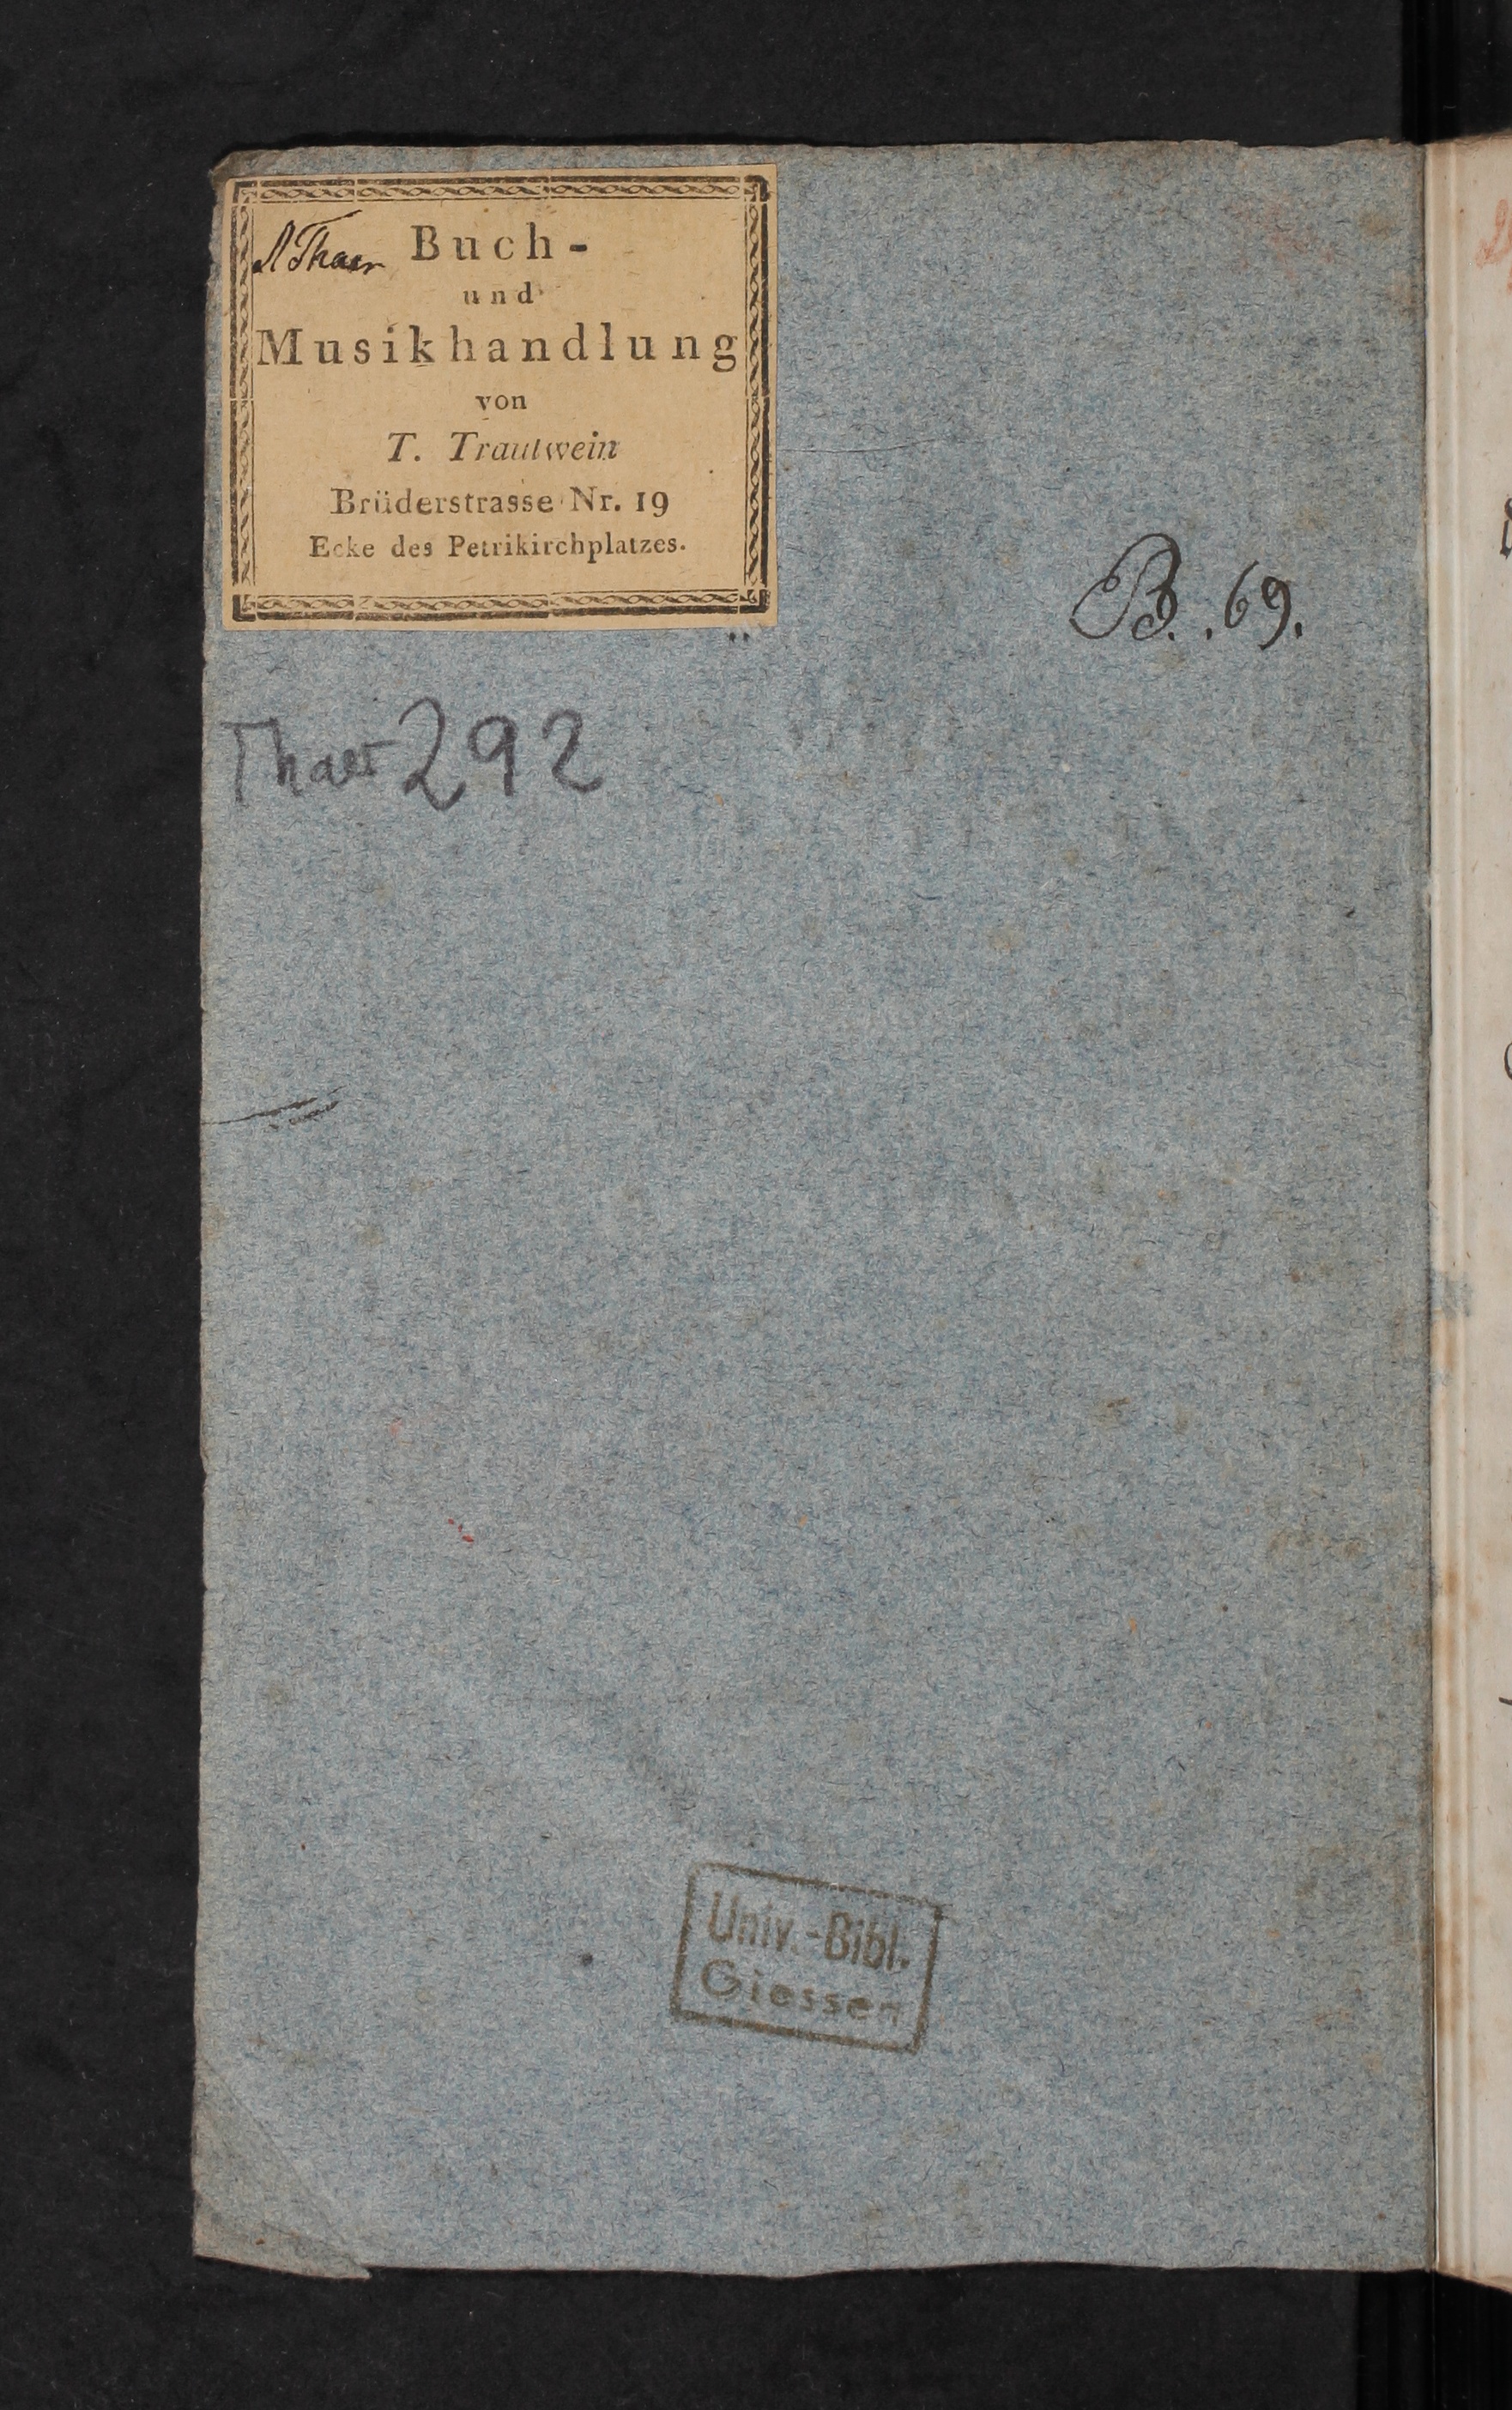 A Thaer Buch-
und
Musikhandlung
von
T. Trautwein
Brüderstrasse Nr. 19
Ecke des Petrikirchplatzes.
B. . 69.
Thaer 292
Univ.-Bibl.
Giessen